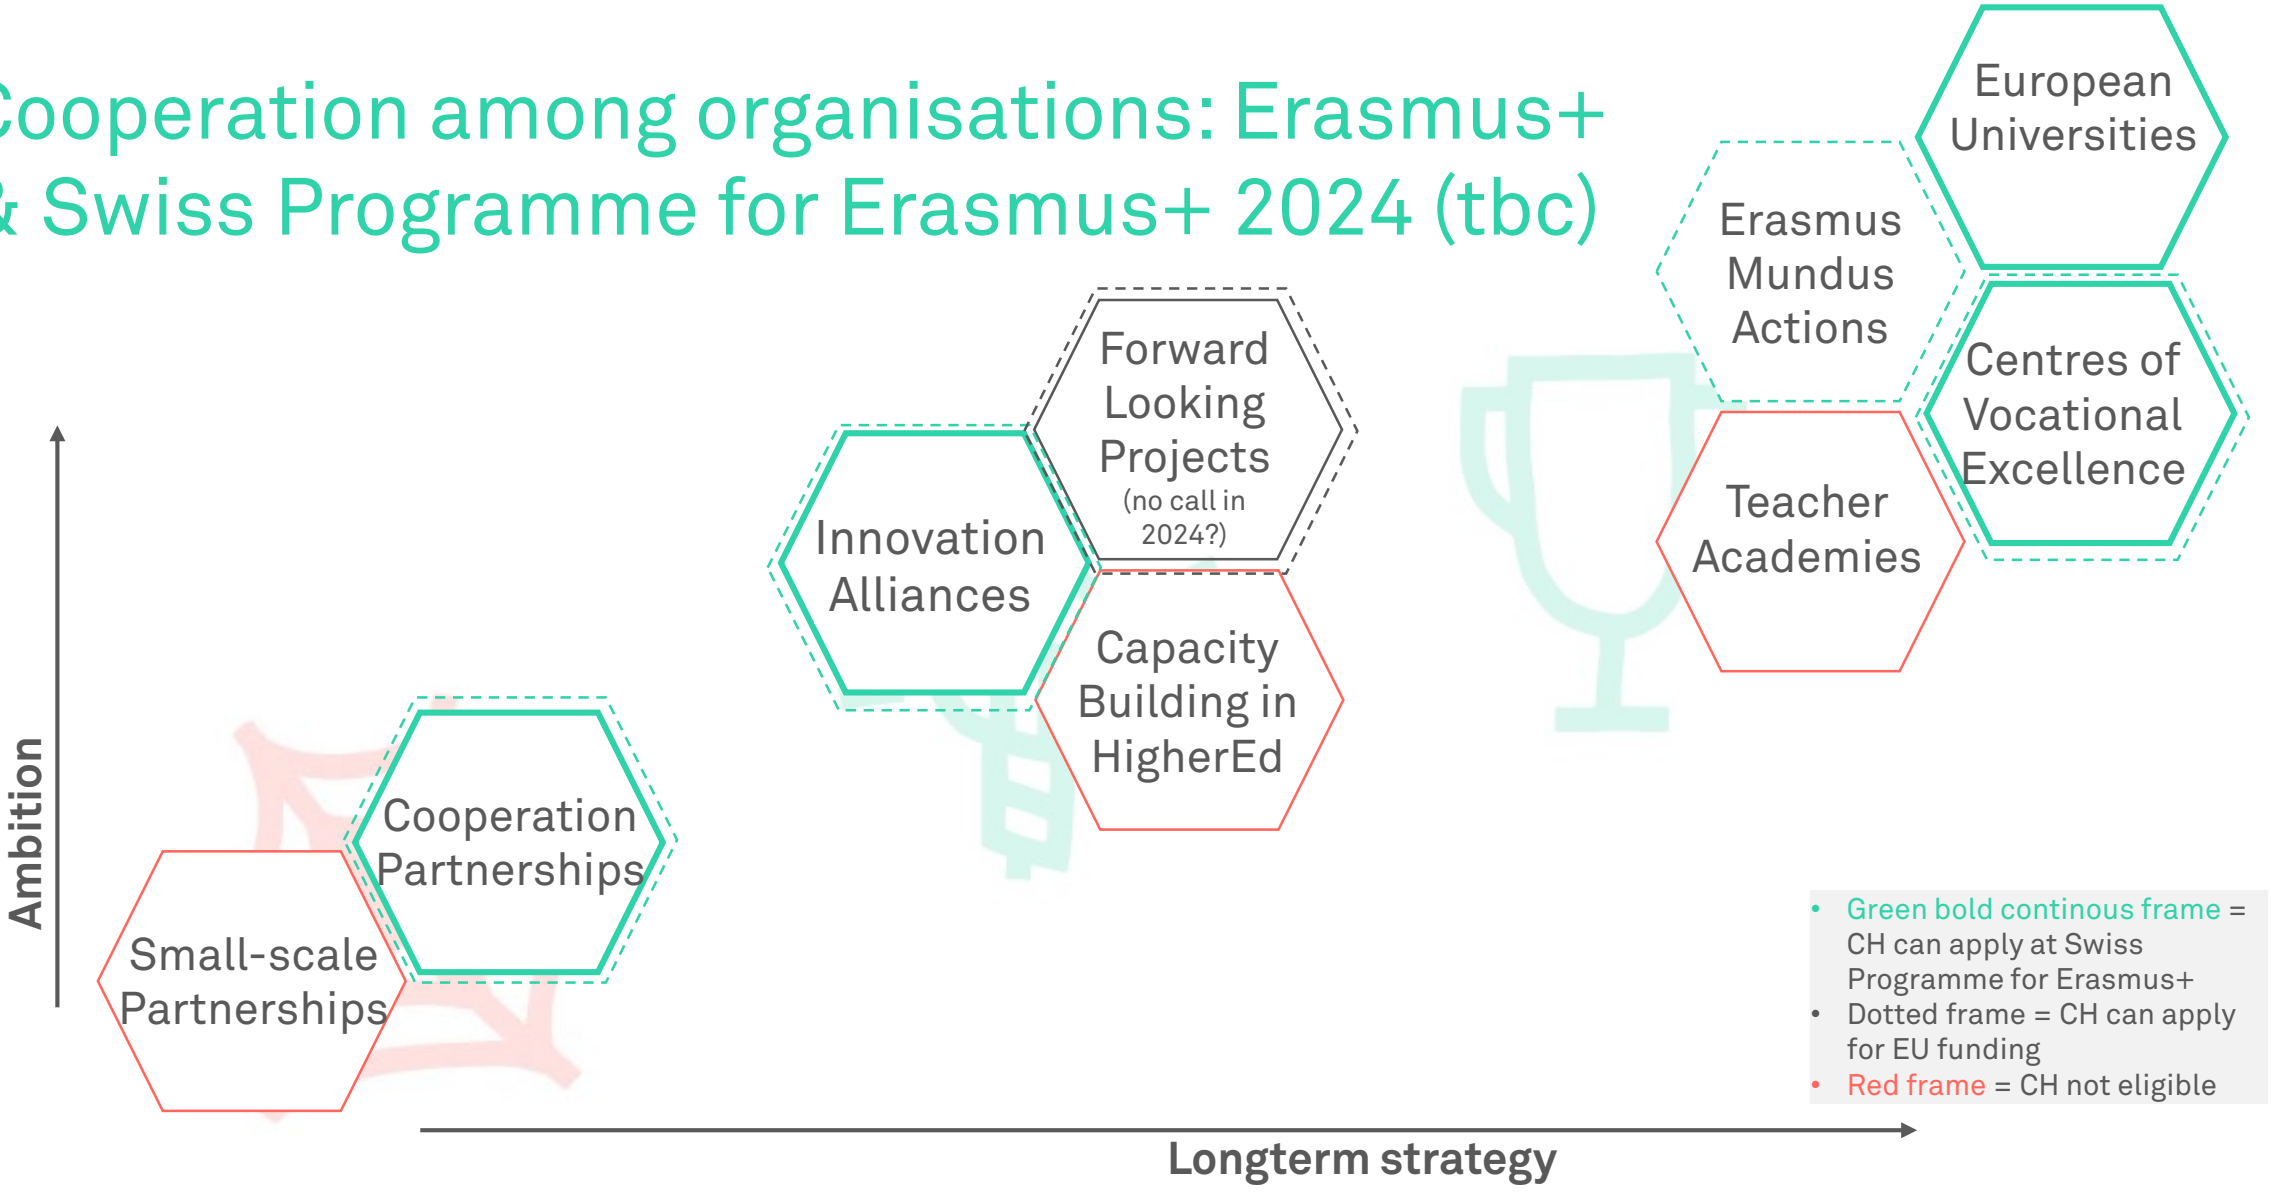 Cooperation among organisations: Erasmus+
& Swiss Programme for Erasmus+ 2024 (tbc)
European
Universities
Erasmus
Mundus
Actions
Centres of
Vocational
Excellence
Teacher
Academies
Forward
Looking
Projects
(no call in
2024?)
Innovation
Alliances
Capacity
Building in
HigherEd
Cooperation
Partnerships
Small-scale
Partnerships
Ambition
Longterm strategy
• Green bold continous frame =
CH can apply at Swiss
Programme for Erasmus+
• Dotted frame = CH can apply
for EU funding
• Red frame = CH not eligible